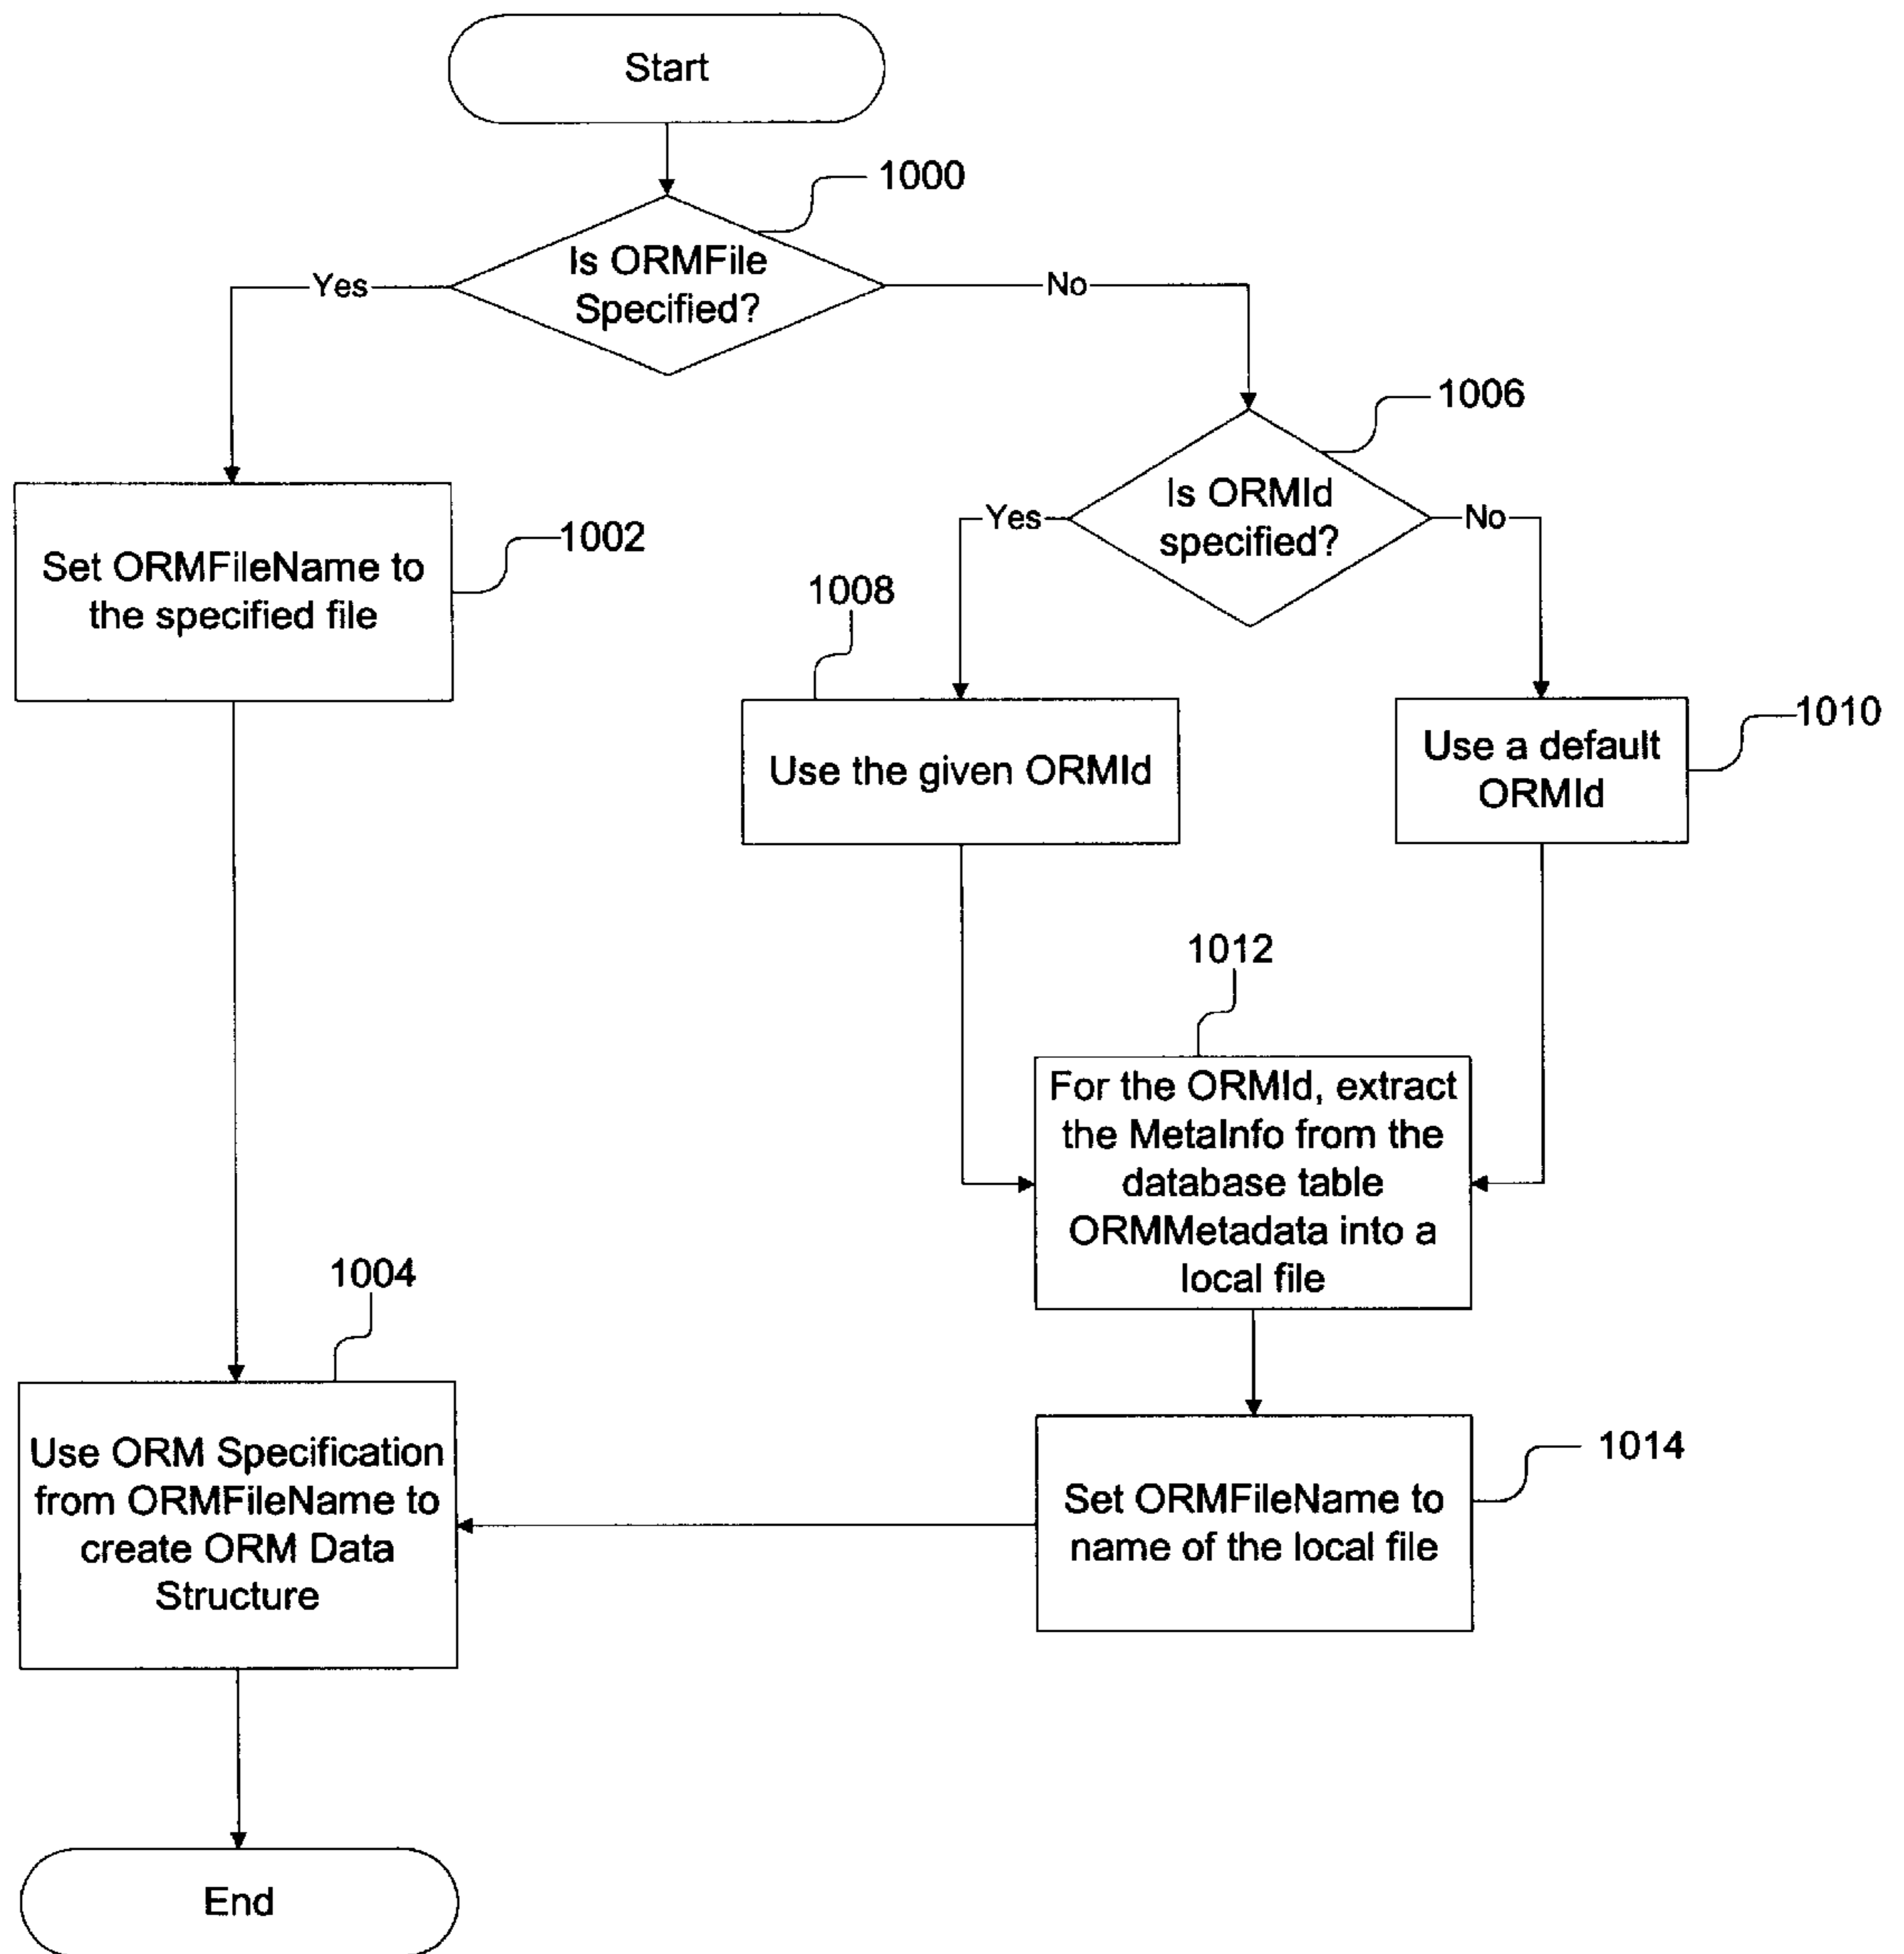 Start
1000
Is ORMFile
Specified?
Yes
No
1006
Is ORMId
specified?
Yes
No
1002
Set ORMFileName to
the specified file
1008
Use the given ORMId
1010
Use a default
ORMId
1012
For the ORMId, extract
the MetaInfo from the
database table
ORMMetadata into a
local file
1004
Use ORM Specification
from ORMFileName to
create ORM Data
Structure
1014
Set ORMFileName to
name of the local file
End